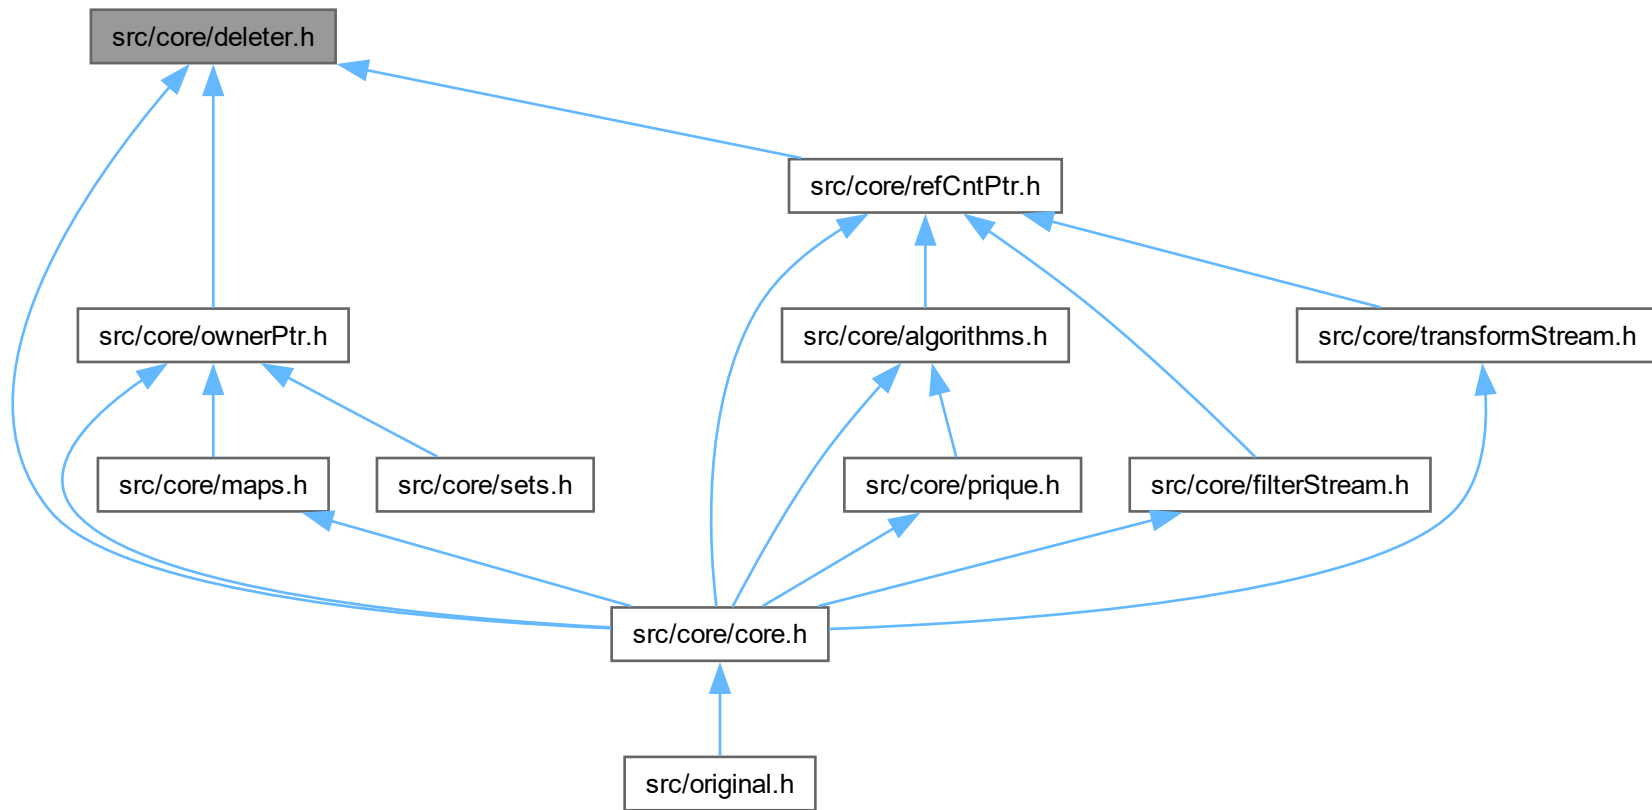 src/core/deleter.h
src/core/refCntPtr.h
src/core/ownerPtr.h
src/core/algorithms.h
src/core/transformStream.h
src/core/maps.h
src/core/sets.h
src/core/prique.h
src/core/filterStream.h
src/core/core.h
src/original.h